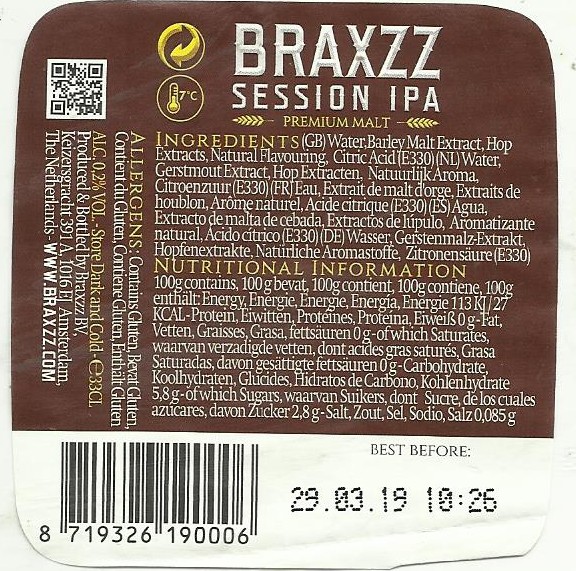 BRAXZZ
SESSION IPA
PREMIUM MALT
7°C
INGREDIENTS (GB) Water,Barley Malt Extract, Hop
Extracts, Natural Flavouring, Citric Acid (E330) (NL) Water,
Gerstmout Extract, Hop Extracten, Natuurlijk Aroma,
Citroenzuur (E330) (FR) Eau, Extrait de malt d'orge, Extraits de
houblon, Arôme naturel, Acide citrique (E330) (ES) Agua,
Extracto de malta de cebada, Extractos de lúpulo, Aromatizante
natural, Acido cítrico (E330) (DE) Wasser, Gerstenmalz-Extrakt,
Hopfenextrakte, Natürliche Aromastoffe, Zitronensäure (E330)
NUTRITIONAL INFORMATION
100g contains, 100 g bevat, 100g contient, 100g contiene, 100g
enthält: Energy, Energie, Energie, Energía, Energie 113 KJ / 27
KCAL-Protein, Eiwitten, Protéines, Proteína, Eiweiß 0 g-Fat,
Vetten, Graisses, Grasa, fettsäuren 0 g-of which Saturates,
waarvan verzadigde vetten, dont acides gras saturés, Grasa
Saturadas, davon gesättigte fettsäuren 0 g-Carbohydrate,
Koolhydraten, Glucides, Hidratos de Carbono, Kohlenhydrate
5,8 g-of which Sugars, waarvan Suikers, dont Sucre, de los cuales
azúcares, davon Zucker 2,8 g-Salt, Zout, Sel, Sodio, Salz 0,085 g
ALLERGENS: Contains Gluten, Bevat Gluten,
Contien du Gluten, Contiene Gluten, Enthält Gluten
ALC. 0,2% VOL. - Store Dark and Cold - ℮33CL
Produced & Bottled by Braxzz BV,
Keizersgracht 391 A, 1016 EJ, Amsterdam,
The Netherlands - WWW.BRAXZZ.COM
BEST BEFORE:
29.03.19 10:26
8 719326 190006